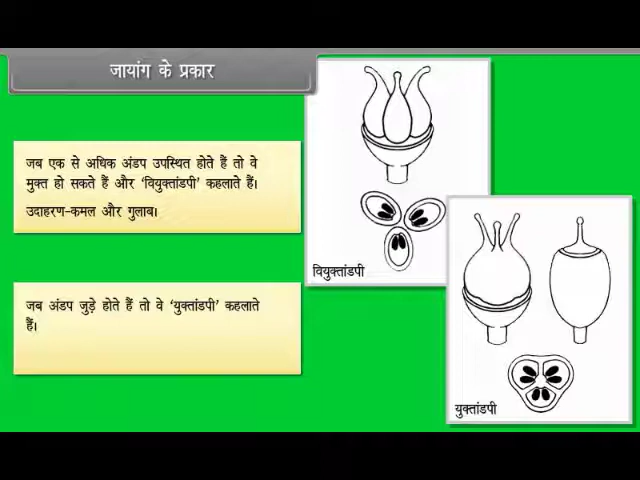 जायांग के प्रकार
जब एक से अधिक अंडप उपस्थित होते हैं तो वे
मुक्त हो सकते हैं और ‘वियुक्तांडपी’ कहलाते हैं।
उदाहरण-कमल और गुलाब।
वियुक्तांडपी
जब अंडप जुड़े होते हैं तो वे ‘युक्तांडपी’ कहलाते
हैं।
युक्तांडपी